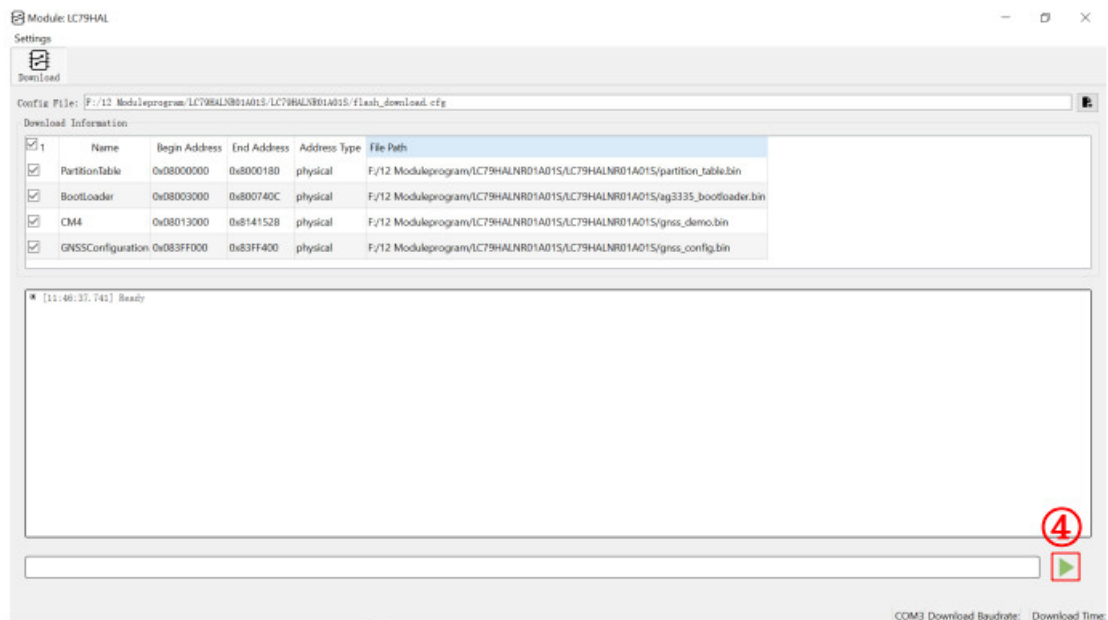 Module: LC79HAL
Settings
Download
Config File: F:/12 Moduleprogram/LC79HALNR01A01S/LC79HALNR01A01S/flash_download.cfg
Download Information
1 Name Begin Address End Address Address Type File Path
PartitionTable 0x08000000 0x8000180 physical F:/12 Moduleprogram/LC79HALNR01A01S/LC79HALNR01A01S/partition_table.bin
BootLoader 0x08003000 0x800740C physical F:/12 Moduleprogram/LC79HALNR01A01S/LC79HALNR01A01S/ag3335_bootloader.bin
CM4 0x08013000 0x8141528 physical F:/12 Moduleprogram/LC79HALNR01A01S/LC79HALNR01A01S/gnss_demo.bin
GNSSConfiguration 0x083FF000 0x83FF400 physical F:/12 Moduleprogram/LC79HALNR01A01S/LC79HALNR01A01S/gnss_config.bin
[11:46:37.741] Ready
④
COM3 Download Baudrate: Download Time: